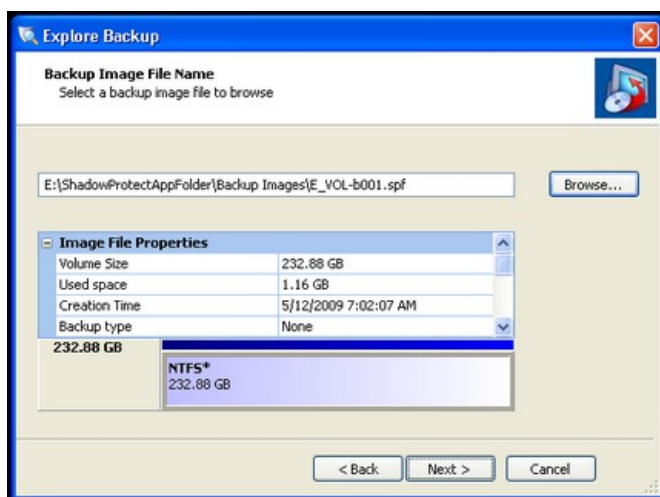 Explore Backup
Backup Image File Name
Select a backup image file to browse
E:\ShadowProtectAppFolder\Backup Images\E_VOL-b001.spf
Browse...
Image File Properties
Volume Size 232.88 GB
Used space 1.16 GB
Creation Time 5/12/2009 7:02:07 AM
Backup type None
232.88 GB
NTFS*
232.88 GB
< Back Next > Cancel